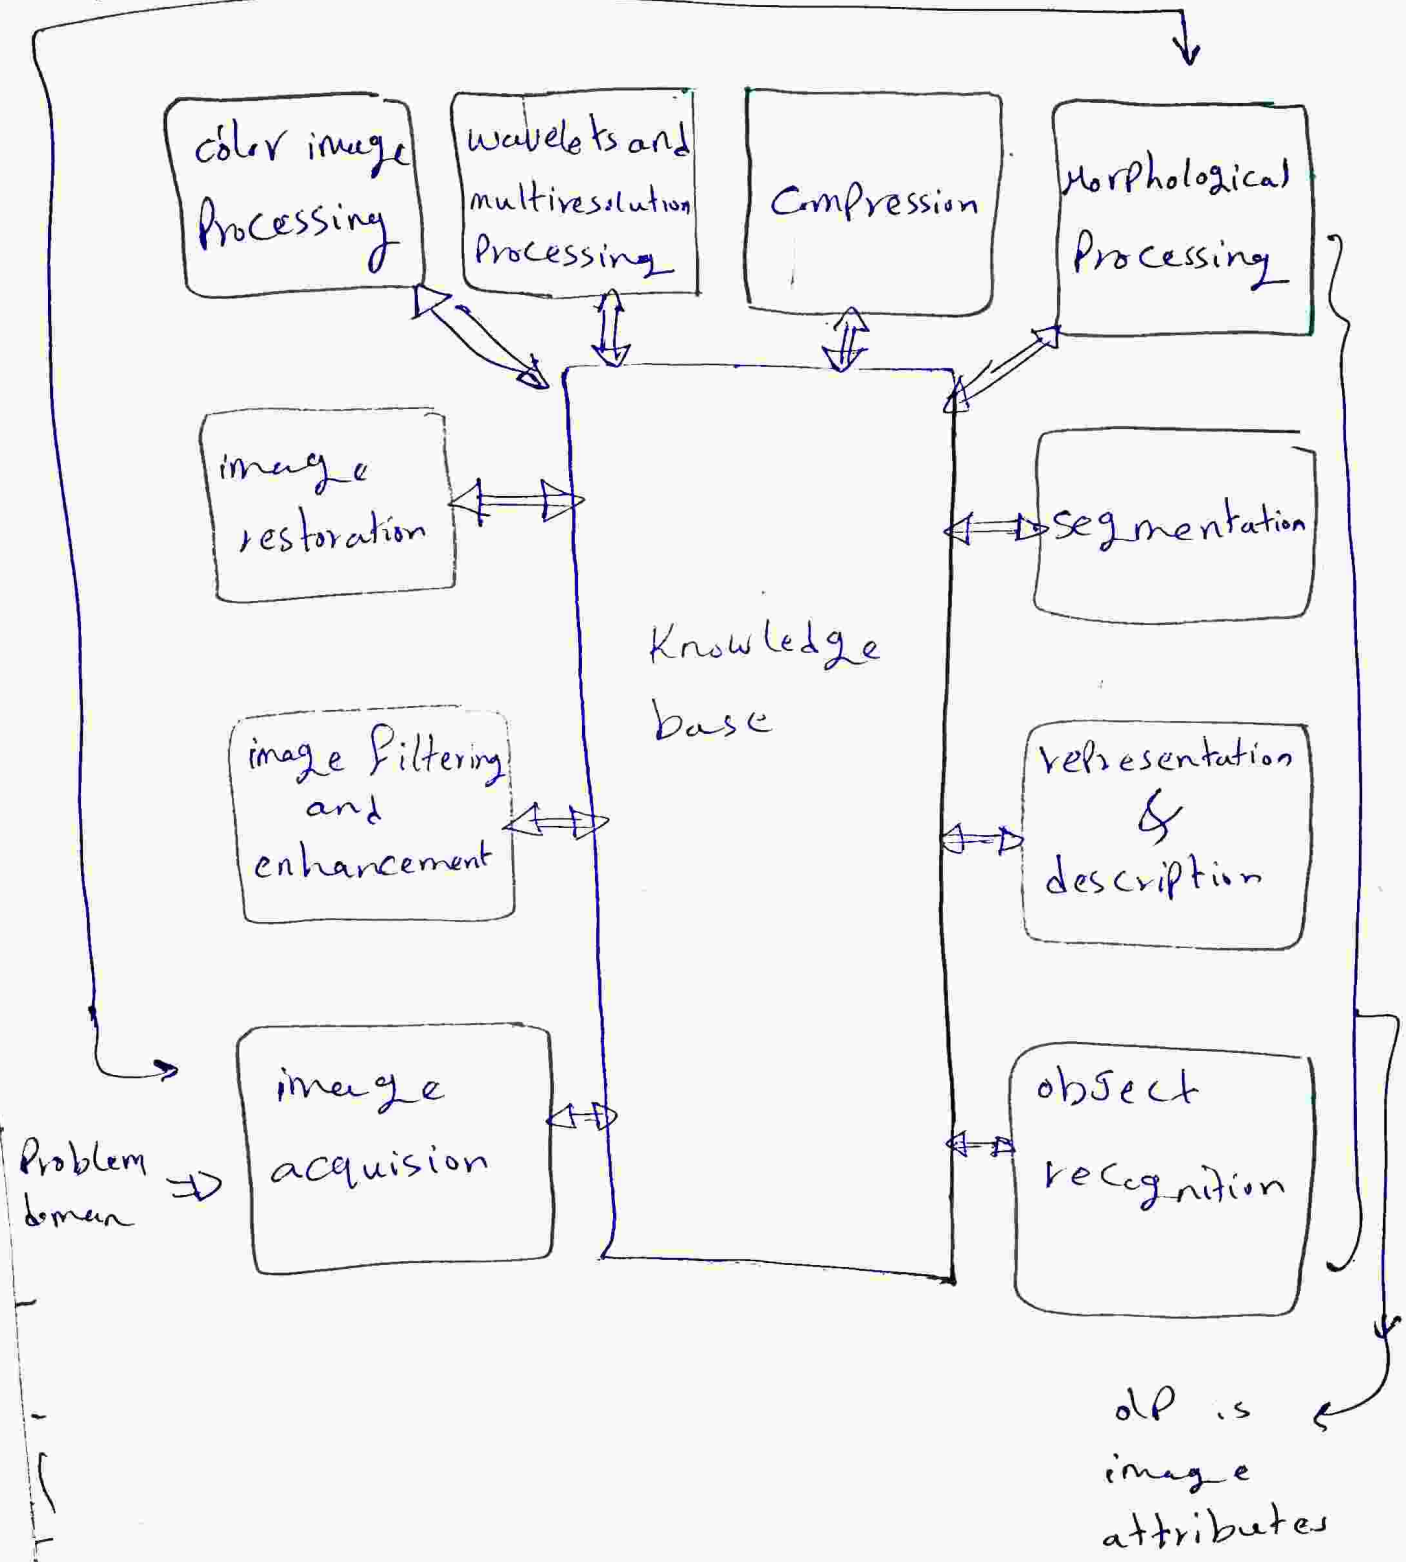 color image
Processing
wavelets and
multiresolution
Processing
Compression
Morphological
Processing
image
restoration
segmentation
Knowledge
base
image filtering
and
enhancement
representation
&
description
image
acquision
object
recognition
Problem
domain
o/P is
image
attributes